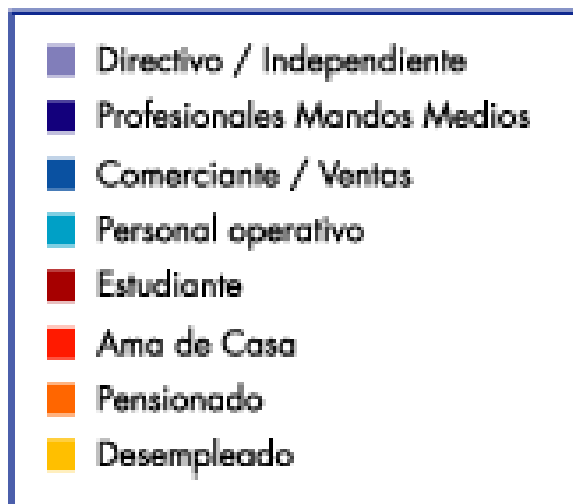 Directivo / Independiente
Profesionales Mandos Medios
Comerciante / Ventas
Personal operativo
Estudiante
Ama de Casa
Pensionado
Desempleado